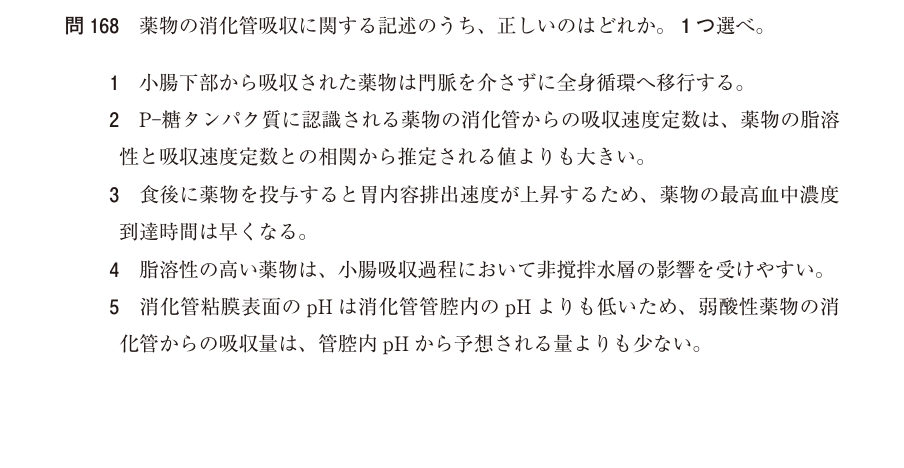 問 168　薬物の消化管吸収に関する記述のうち、正しいのはどれか。1つ選べ。
1　小腸下部から吸収された薬物は門脈を介さずに全身循環へ移行する。
2　P-糖タンパク質に認識される薬物の消化管からの吸収速度定数は、薬物の脂溶
性と吸収速度定数との相関から推定される値よりも大きい。
3　食後に薬物を投与すると胃内容排出速度が上昇するため、薬物の最高血中濃度
到達時間は早くなる。
4　脂溶性の高い薬物は、小腸吸収過程において非撹拌水層の影響を受けやすい。
5　消化管粘膜表面の pH は消化管管腔内の pH よりも低いため、弱酸性薬物の消
化管からの吸収量は、管腔内 pH から予想される量よりも少ない。